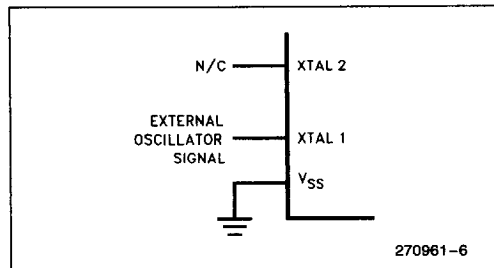 N/C
XTAL 2
EXTERNAL
OSCILLATOR
SIGNAL
XTAL 1
VSS
270961-6